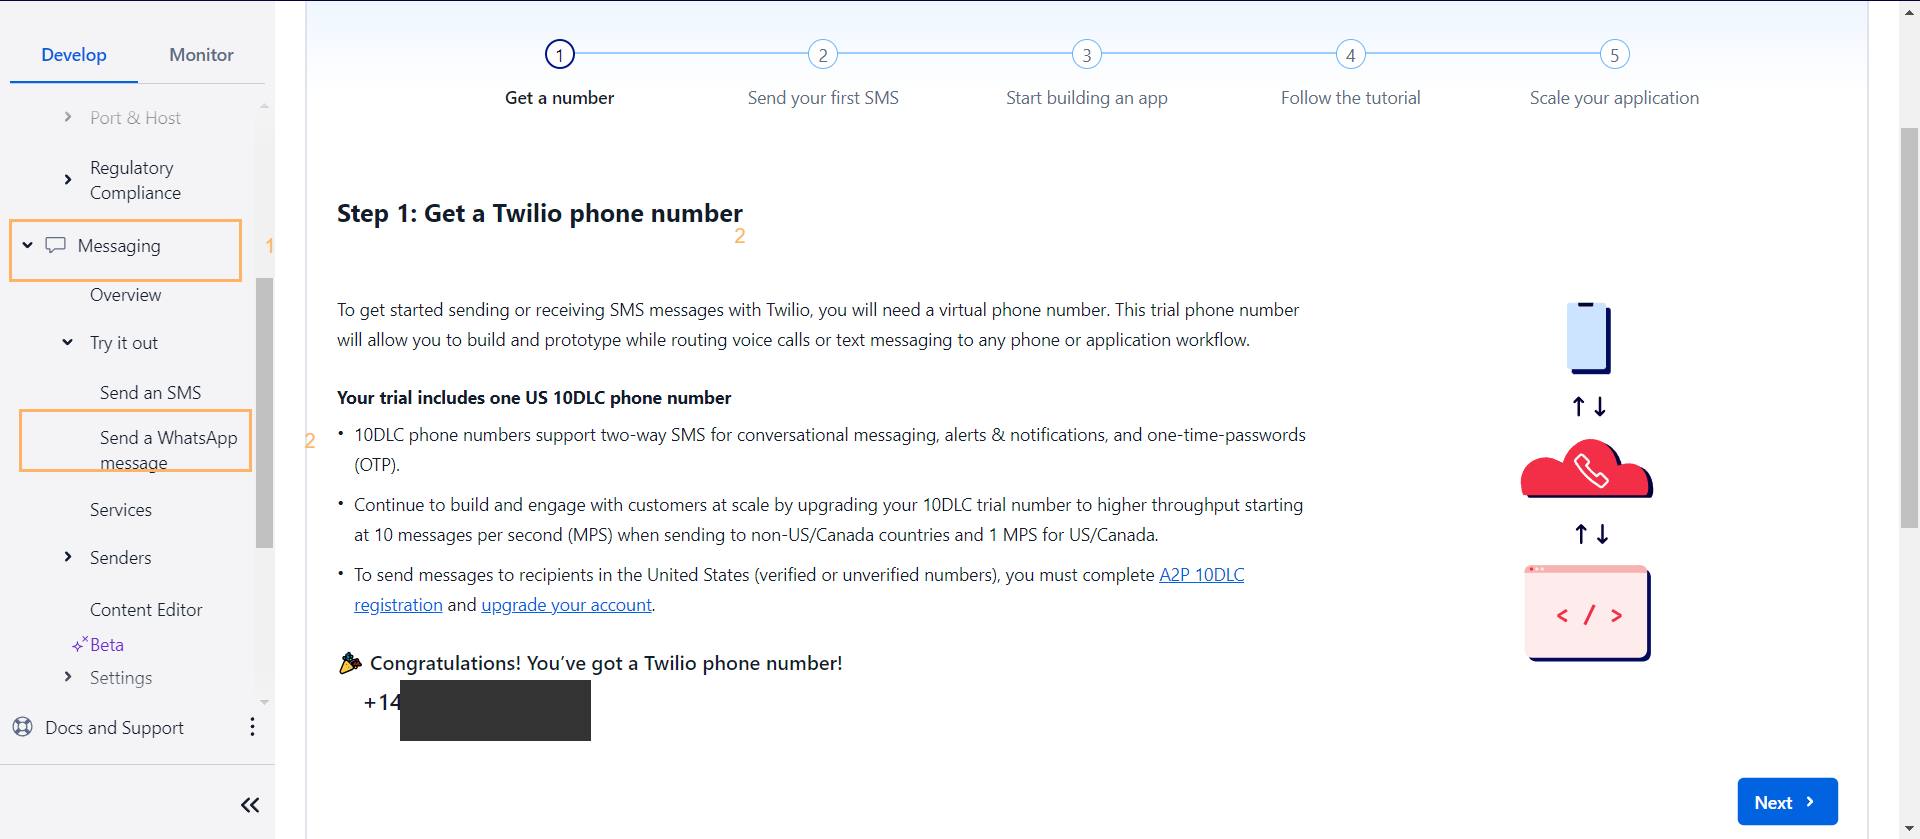 Develop
Monitor
Port & Host
Regulatory
Compliance
Messaging
1
Overview
Try it out
Send an SMS
Send a WhatsApp
message
2
Services
Senders
Content Editor
Beta
Settings
Docs and Support
1
2
3
4
5
Get a number
Send your first SMS
Start building an app
Follow the tutorial
Scale your application
Step 1: Get a Twilio phone number
2
To get started sending or receiving SMS messages with Twilio, you will need a virtual phone number. This trial phone number
will allow you to build and prototype while routing voice calls or text messaging to any phone or application workflow.
Your trial includes one US 10DLC phone number
• 10DLC phone numbers support two-way SMS for conversational messaging, alerts & notifications, and one-time-passwords
(OTP).
• Continue to build and engage with customers at scale by upgrading your 10DLC trial number to higher throughput starting
at 10 messages per second (MPS) when sending to non-US/Canada countries and 1 MPS for US/Canada.
• To send messages to recipients in the United States (verified or unverified numbers), you must complete A2P 10DLC
registration and upgrade your account.
Congratulations! You’ve got a Twilio phone number!
+14
< / >
Next